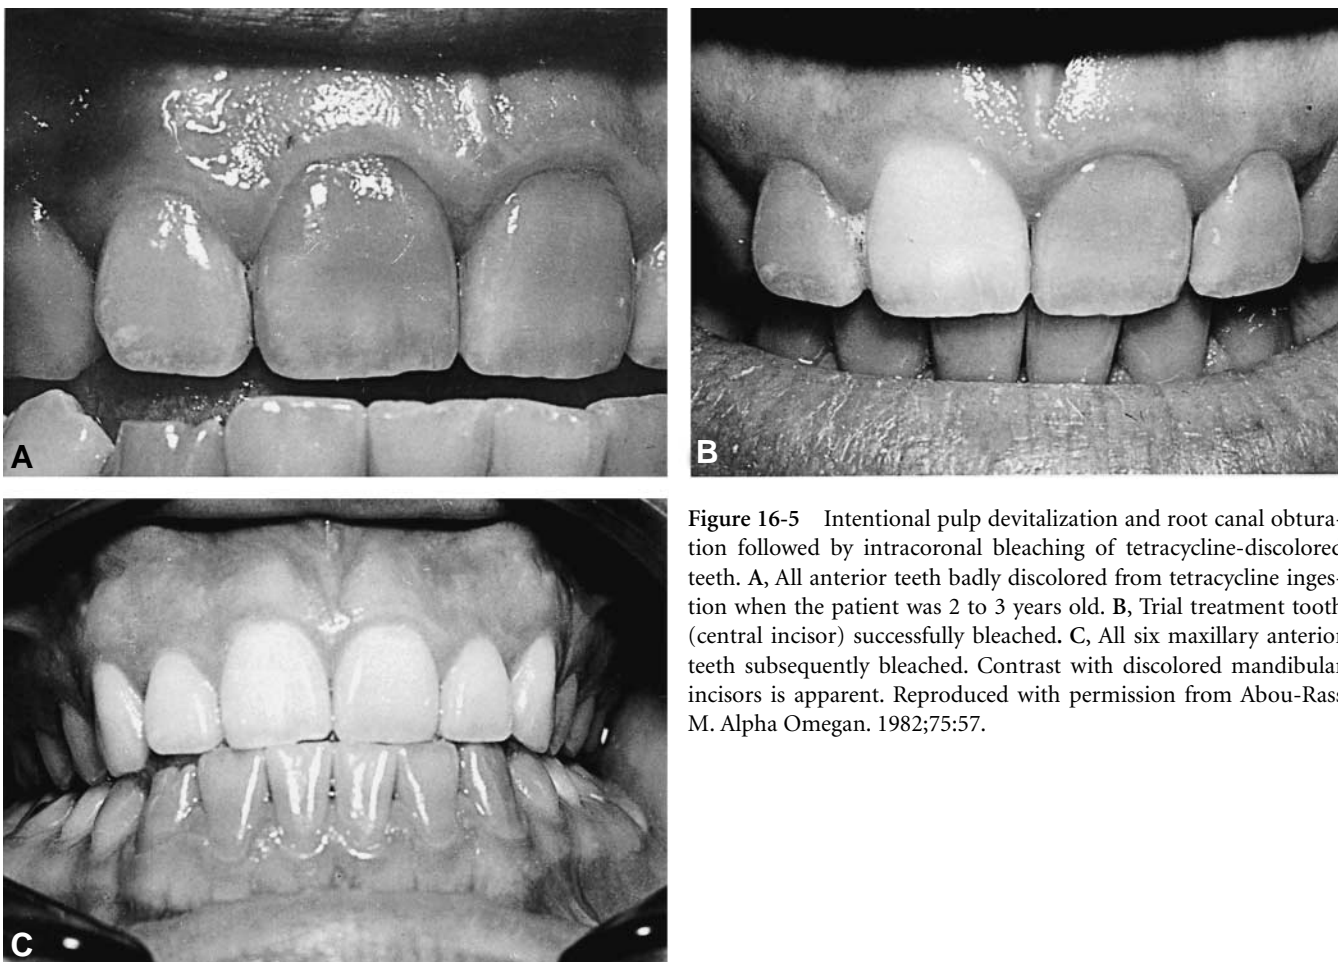 A
B
C
Figure 16-5 Intentional pulp devitalization and root canal obtura-
tion followed by intracoronal bleaching of tetracycline-discolored
teeth. A, All anterior teeth badly discolored from tetracycline inges-
tion when the patient was 2 to 3 years old. B, Trial treatment tooth
(central incisor) successfully bleached. C, All six maxillary anterior
teeth subsequently bleached. Contrast with discolored mandibular
incisors is apparent. Reproduced with permission from Abou-Rass
M. Alpha Omegan. 1982;75:57.